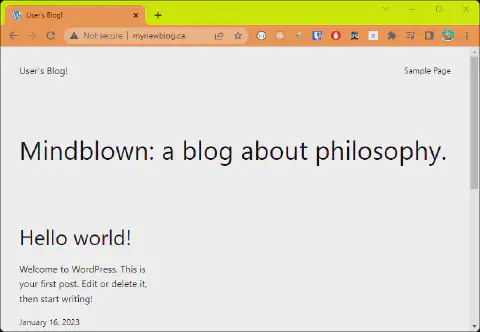 User's Blog!
Not secure | mynewblog.ca
User's Blog!
Sample Page
Mindblown: a blog about philosophy.
Hello world!
Welcome to WordPress. This is
your first post. Edit or delete it,
then start writing!
January 16, 2023